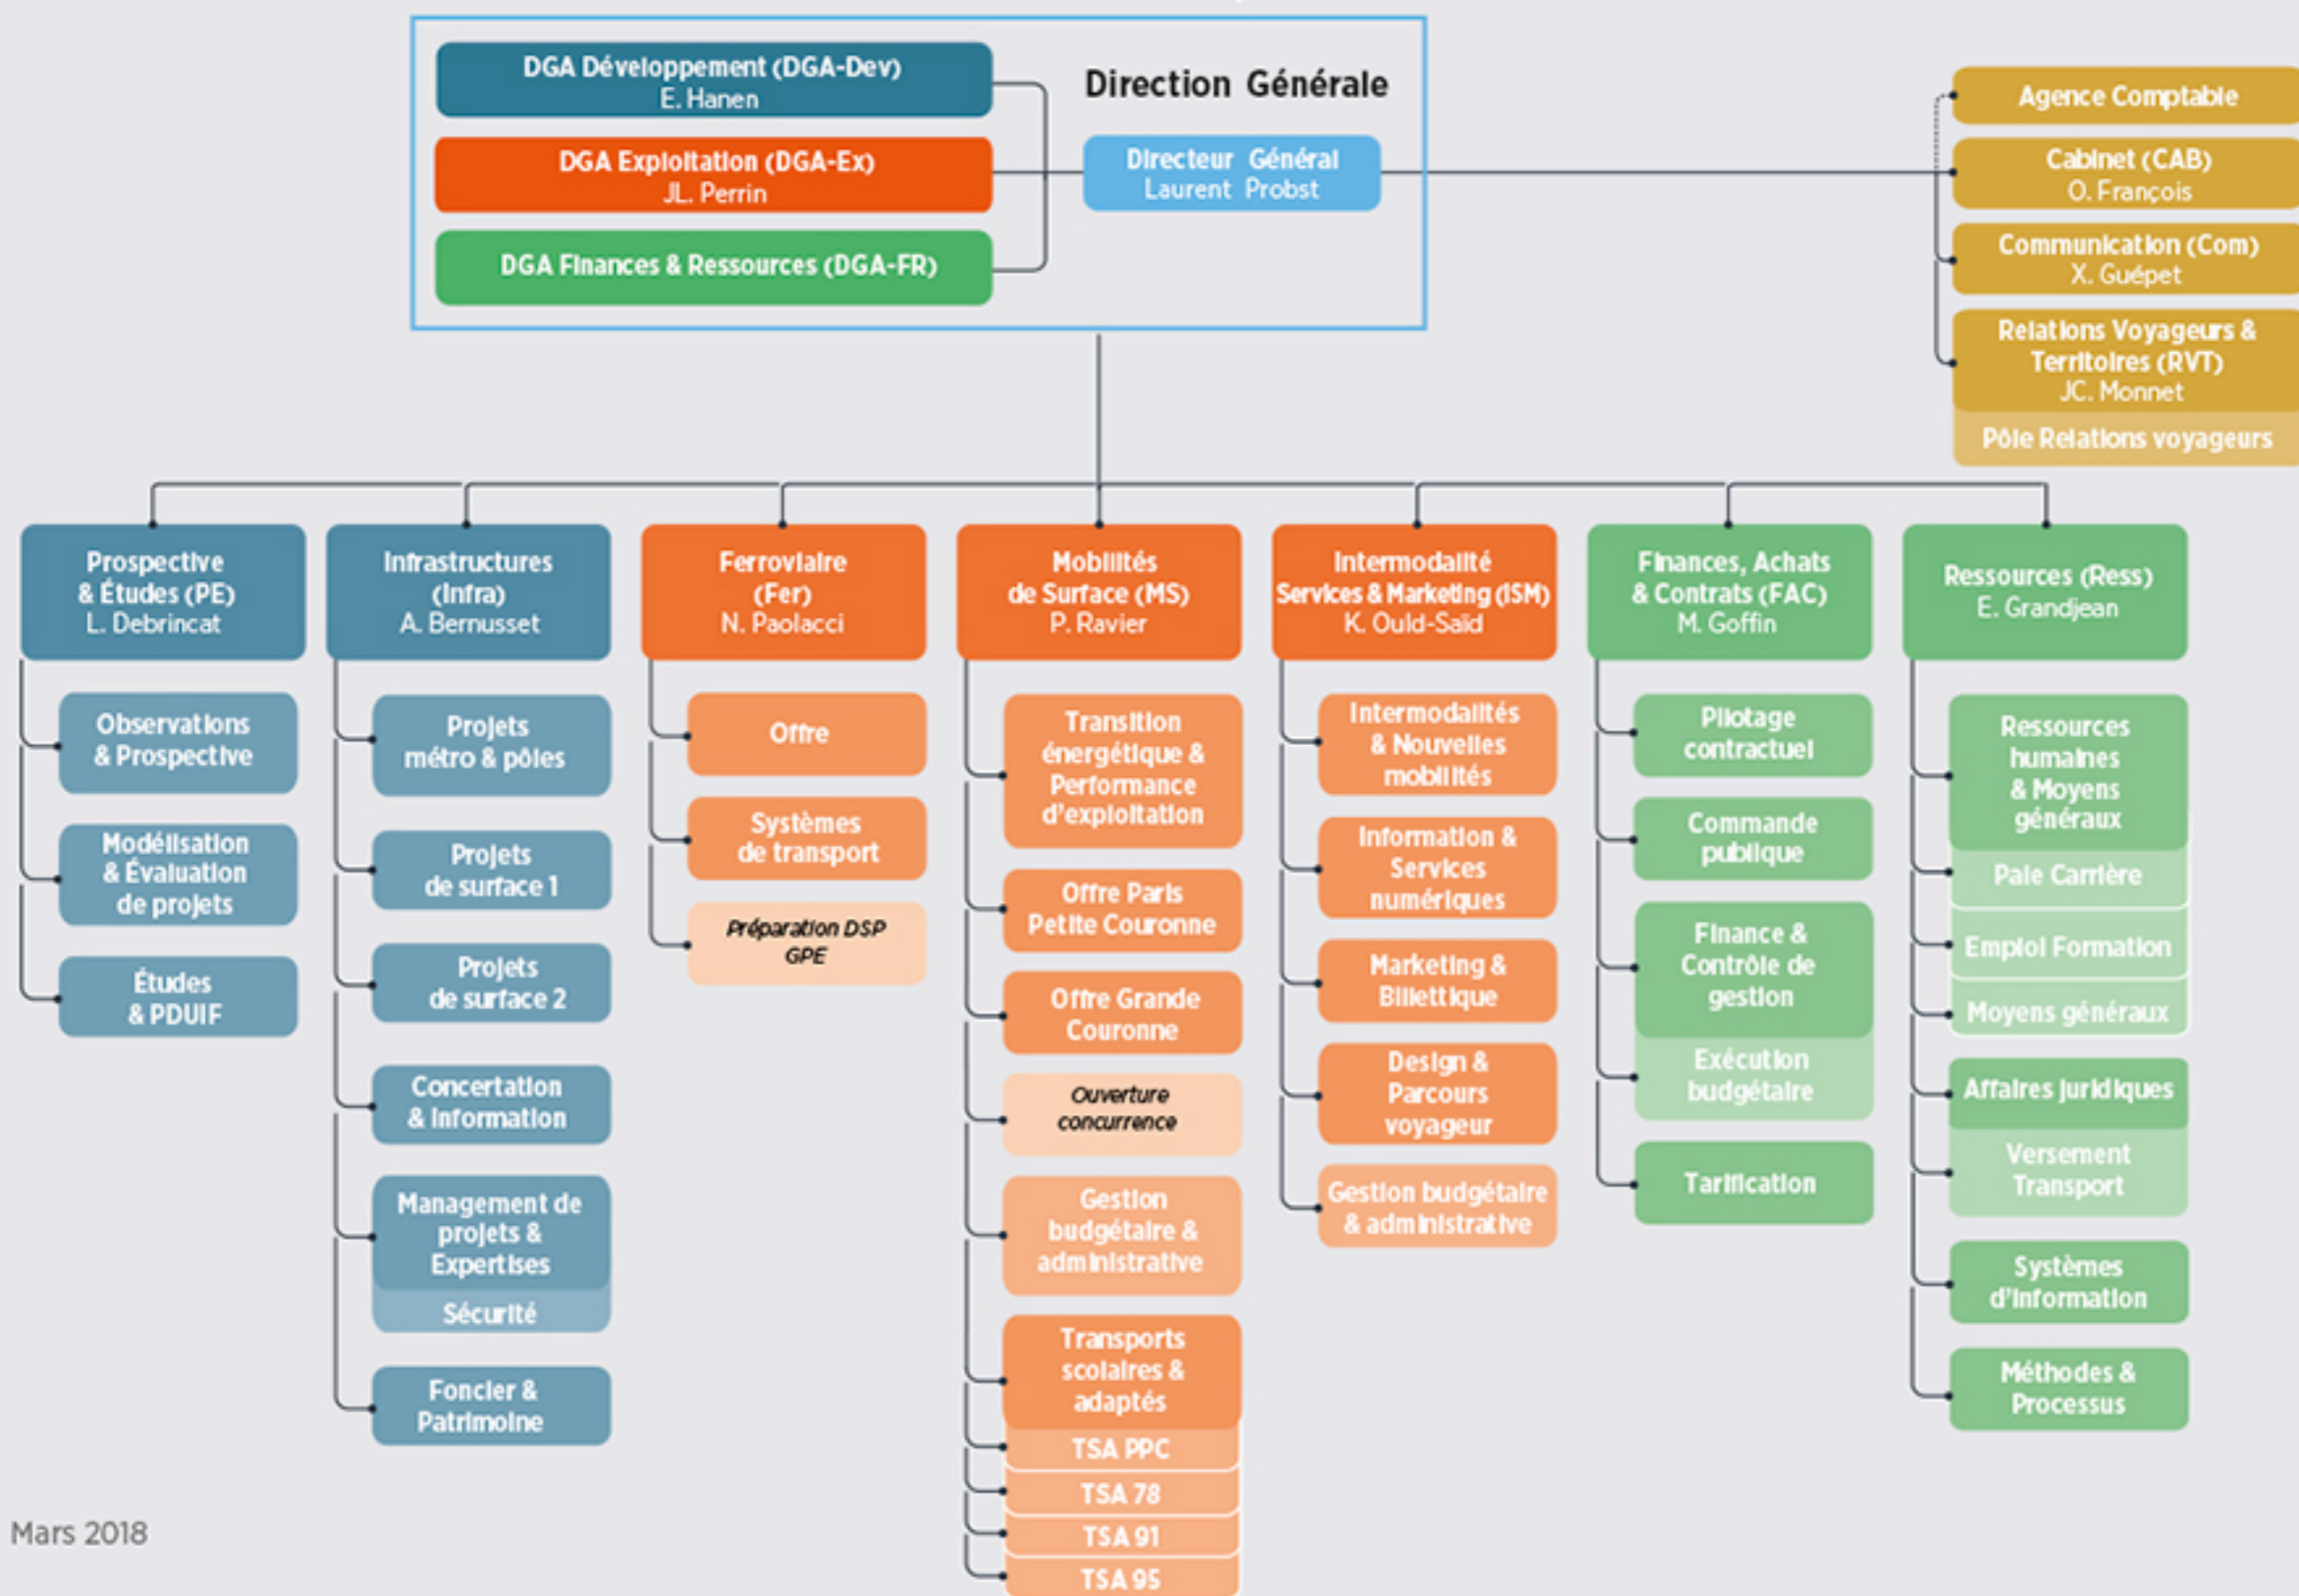 DGA Développement (DGA-Dev)
E. Hanen
DGA Exploitation (DGA-Ex)
JL. Perrin
DGA Finances & Ressources (DGA-FR)
Direction Générale
Directeur Général
Laurent Probst
Agence Comptable
Cabinet (CAB)
O. François
Communication (Com)
X. Guépet
Relations Voyageurs &
Territoires (RVT)
JC. Monnet
Pôle Relations voyageurs
Prospective
& Études (PE)
L. Debrincat
Observations
& Prospective
Modélisation
& Évaluation
de projets
Études
& PDUIF
Infrastructures
(Infra)
A. Bernusset
Projets
métro & pôles
Projets
de surface 1
Projets
de surface 2
Concertation
& Information
Management de
projets &
Expertises
Sécurité
Foncier &
Patrimoine
Ferroviaire
(Fer)
N. Paolacci
Offre
Systèmes
de transport
Préparation DSP
GPE
Mobilités
de Surface (MS)
P. Ravier
Transition
énergétique &
Performance
d'exploitation
Offre Paris
Petite Couronne
Offre Grande
Couronne
Ouverture
concurrence
Gestion
budgétaire &
administrative
Transports
scolaires &
adaptés
TSA PPC
TSA 78
TSA 91
TSA 95
Intermodalité
Services & Marketing (ISM)
K. Ould-Saïd
Intermodalités
& Nouvelles
mobilités
Information &
Services
numériques
Marketing &
Billettique
Design &
Parcours
voyageur
Gestion budgétaire
& administrative
Finances, Achats
& Contrats (FAC)
M. Goffin
Pilotage
contractuel
Commande
publique
Finance &
Contrôle de
gestion
Exécution
budgétaire
Tarification
Ressources (Ress)
E. Grandjean
Ressources
humaines
& Moyens
généraux
Paie Carrière
Emploi Formation
Moyens généraux
Affaires juridiques
Versement
Transport
Systèmes
d'information
Méthodes &
Processus
Mars 2018